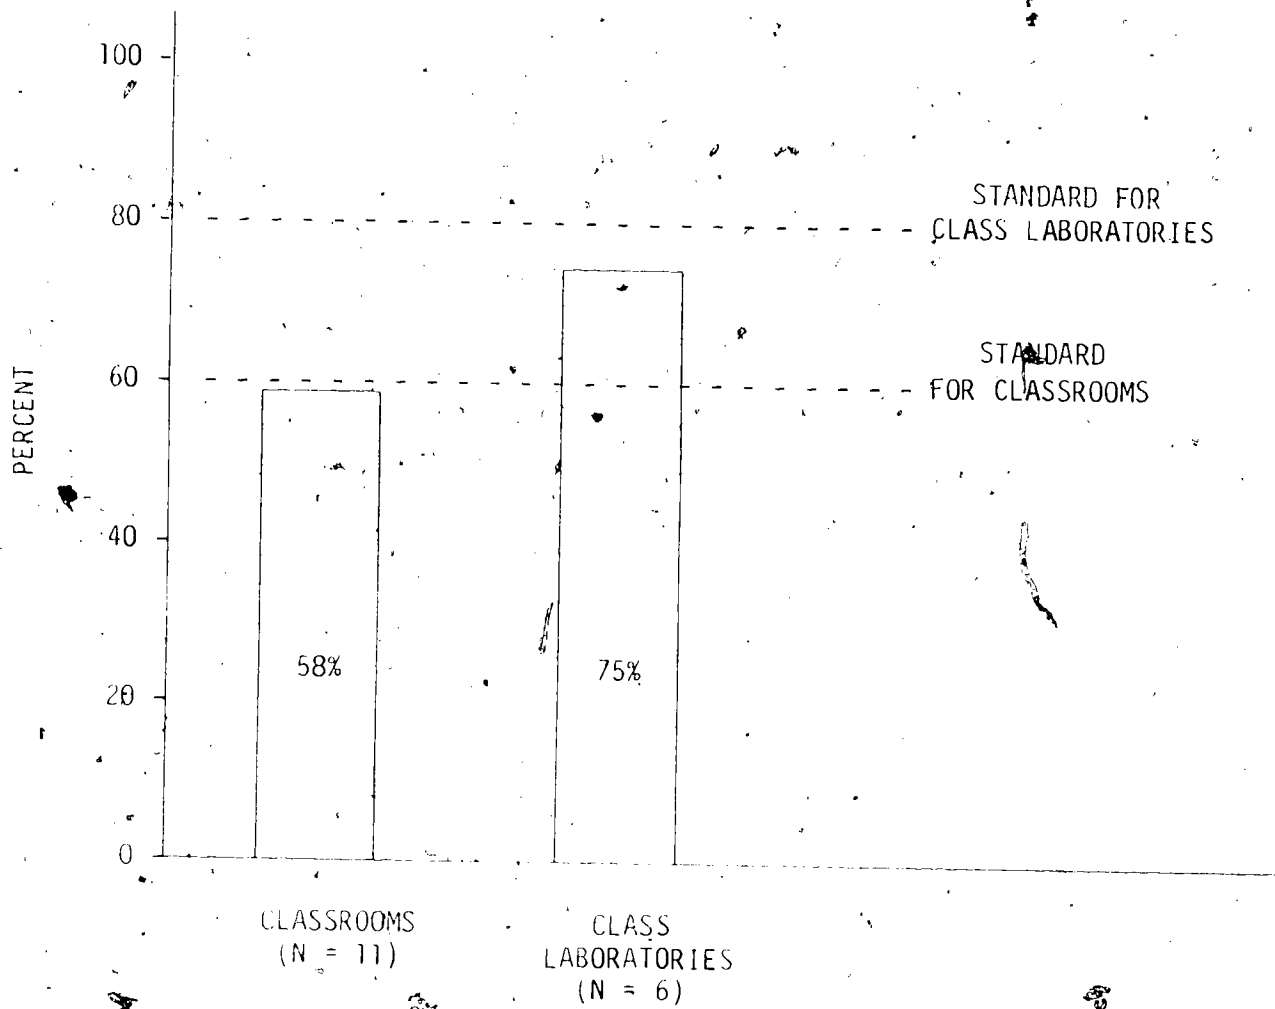 100
80
60
40
20
0
PERCENT
STANDARD FOR
CLASS LABORATORIES
STANDARD
FOR CLASSROOMS
58%
75%
CLASSROOMS
(N = 11)
CLASS
LABORATORIES
(N = 6)